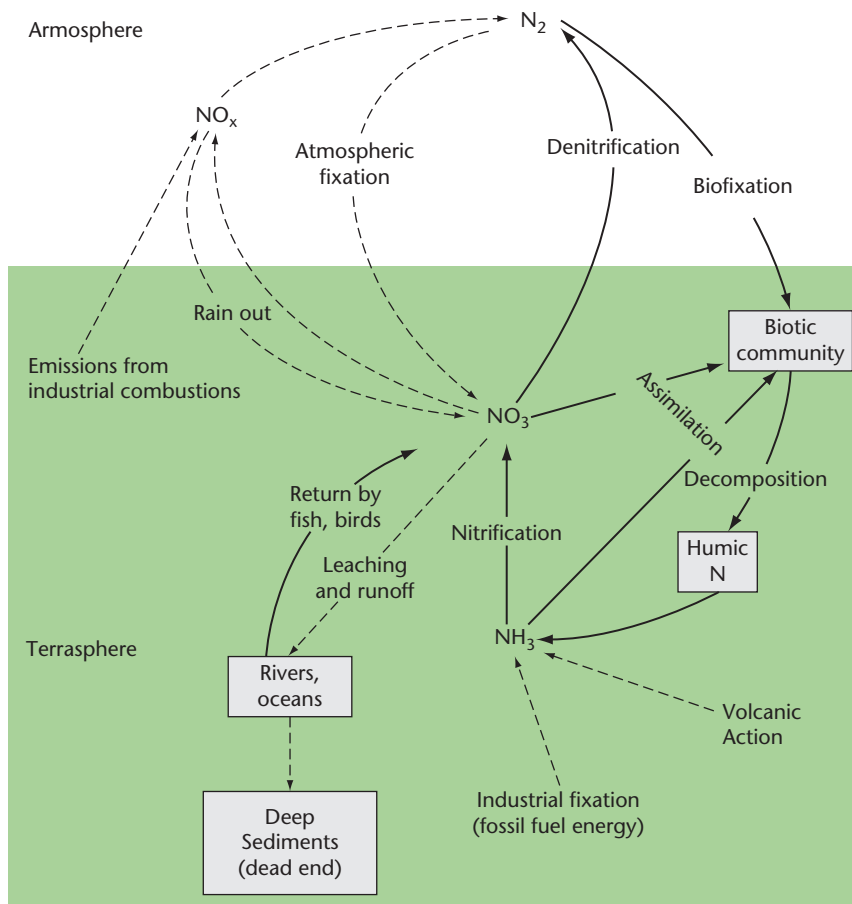 Armosphere
N₂
NOₓ
Atmospheric
fixation
Denitrification
Biofixation
Rain out
Emissions from
industrial combustions
Biotic
community
NO₃
Assimilation
Return by
fish, birds
Decomposition
Nitrification
Humic
N
Leaching
and runoff
NH₃
Terrasphere
Rivers,
oceans
Volcanic
Action
Industrial fixation
(fossil fuel energy)
Deep
Sediments
(dead end)